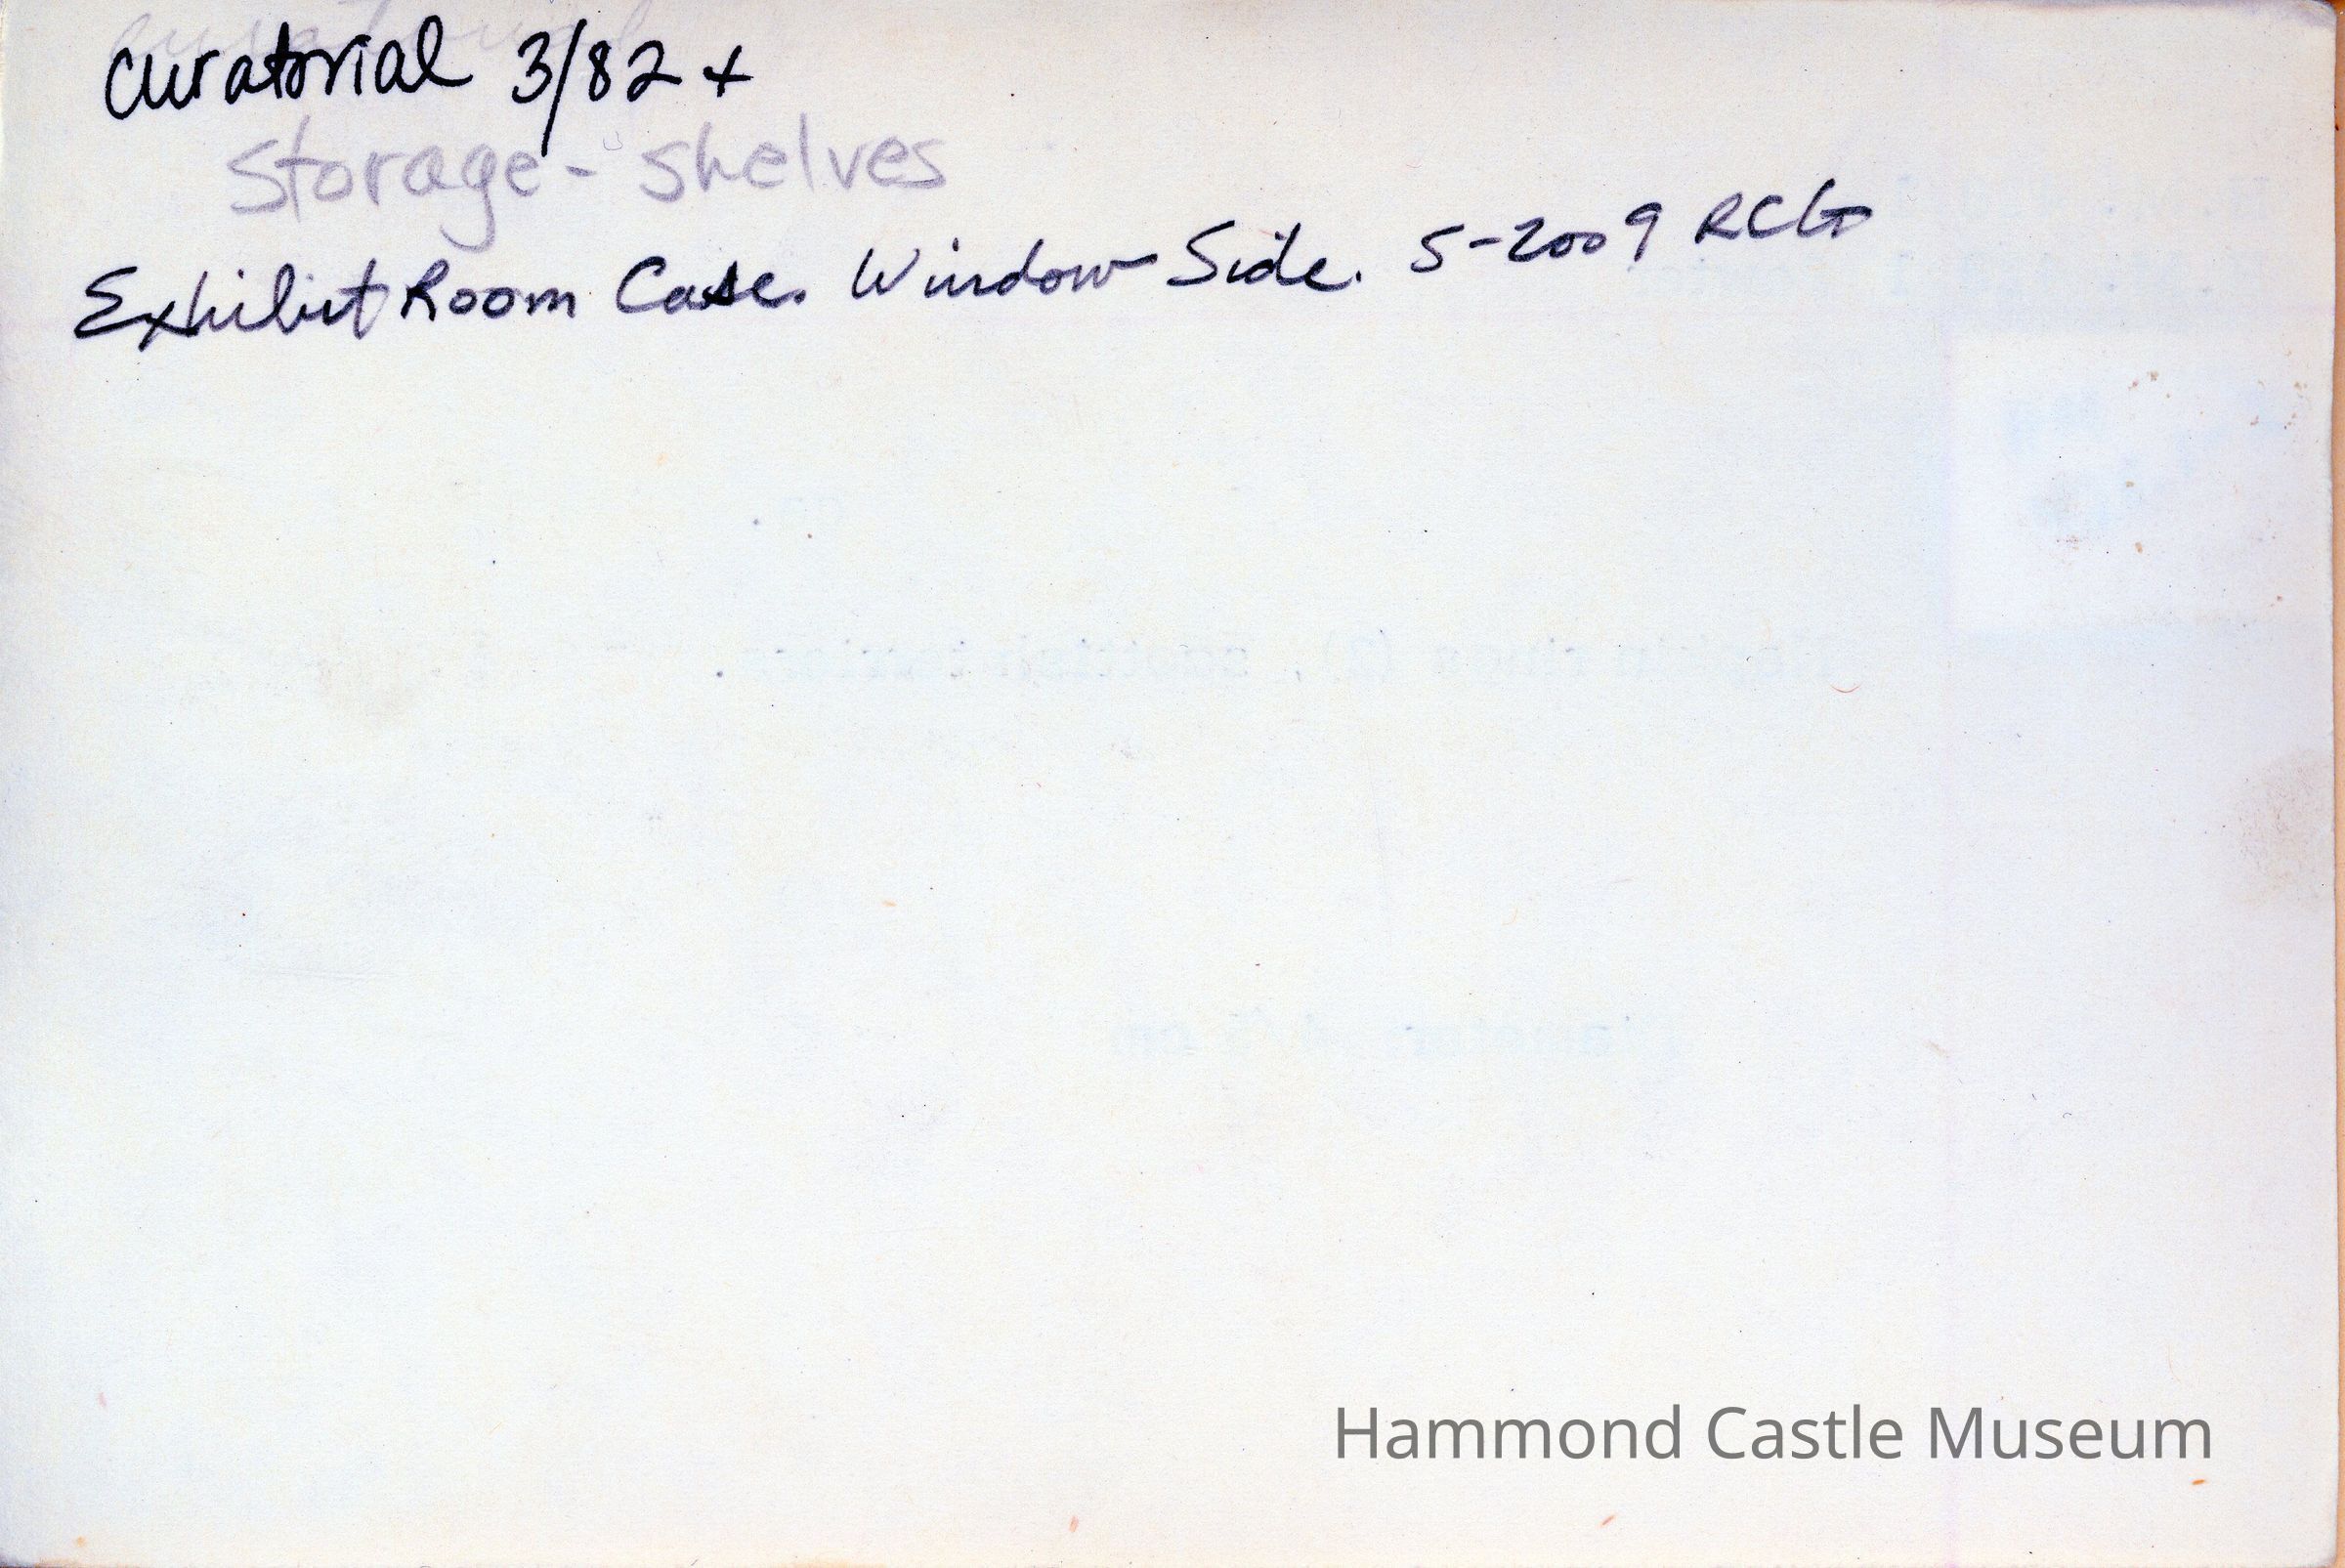 curatorial 3/82 +
storage - shelves
Exhibit Room Case. Window Side. 5-2009 RCG
Hammond Castle Museum